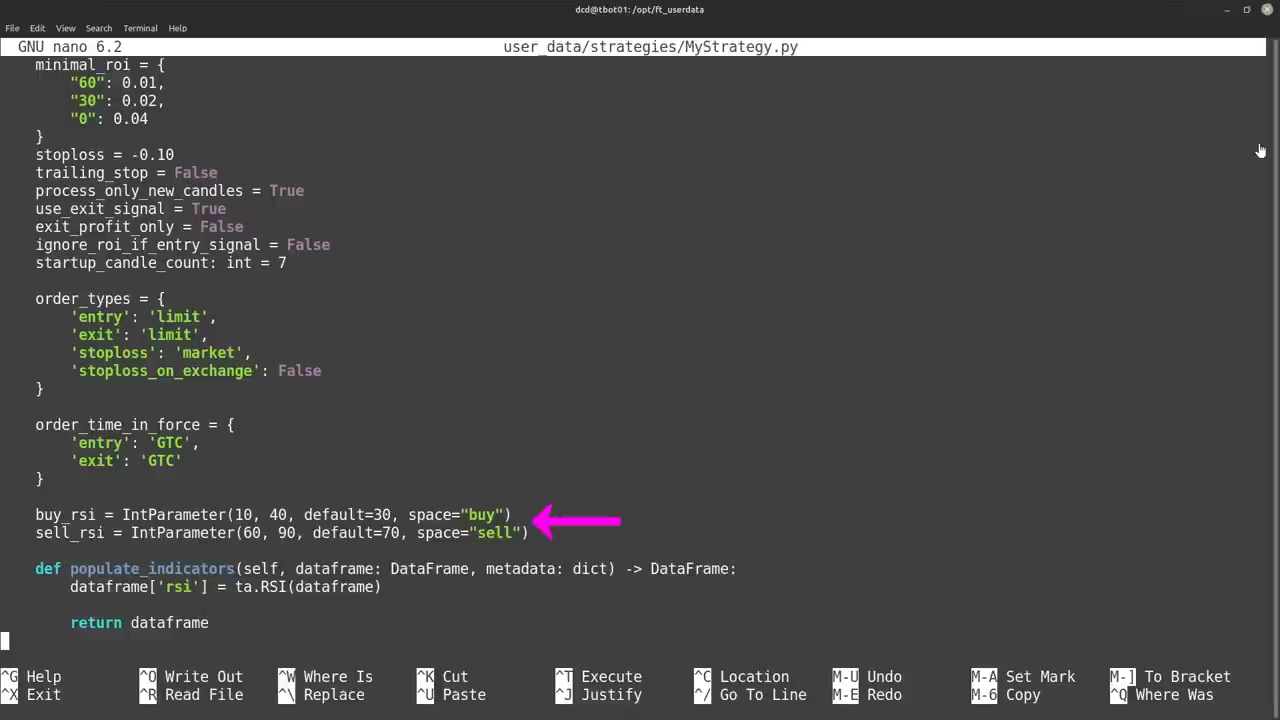 dcd@tbot01: /opt/ft_userdata
File Edit View Search Terminal Help
GNU nano 6.2 user_data/strategies/MyStrategy.py
minimal_roi = {
"60": 0.01,
"30": 0.02,
"0": 0.04
}
stoploss = -0.10
trailing_stop = False
process_only_new_candles = True
use_exit_signal = True
exit_profit_only = False
ignore_roi_if_entry_signal = False
startup_candle_count: int = 7
order_types = {
'entry': 'limit',
'exit': 'limit',
'stoploss': 'market',
'stoploss_on_exchange': False
}
order_time_in_force = {
'entry': 'GTC',
'exit': 'GTC'
}
buy_rsi = IntParameter(10, 40, default=30, space="buy")
sell_rsi = IntParameter(60, 90, default=70, space="sell")
def populate_indicators(self, dataframe: DataFrame, metadata: dict) -> DataFrame:
dataframe['rsi'] = ta.RSI(dataframe)
return dataframe
^G Help ^O Write Out ^W Where Is ^K Cut ^T Execute ^C Location M-U Undo M-A Set Mark M-] To Bracket
^X Exit ^R Read File ^\ Replace ^U Paste ^J Justify ^/ Go To Line M-E Redo M-6 Copy ^Q Where Was